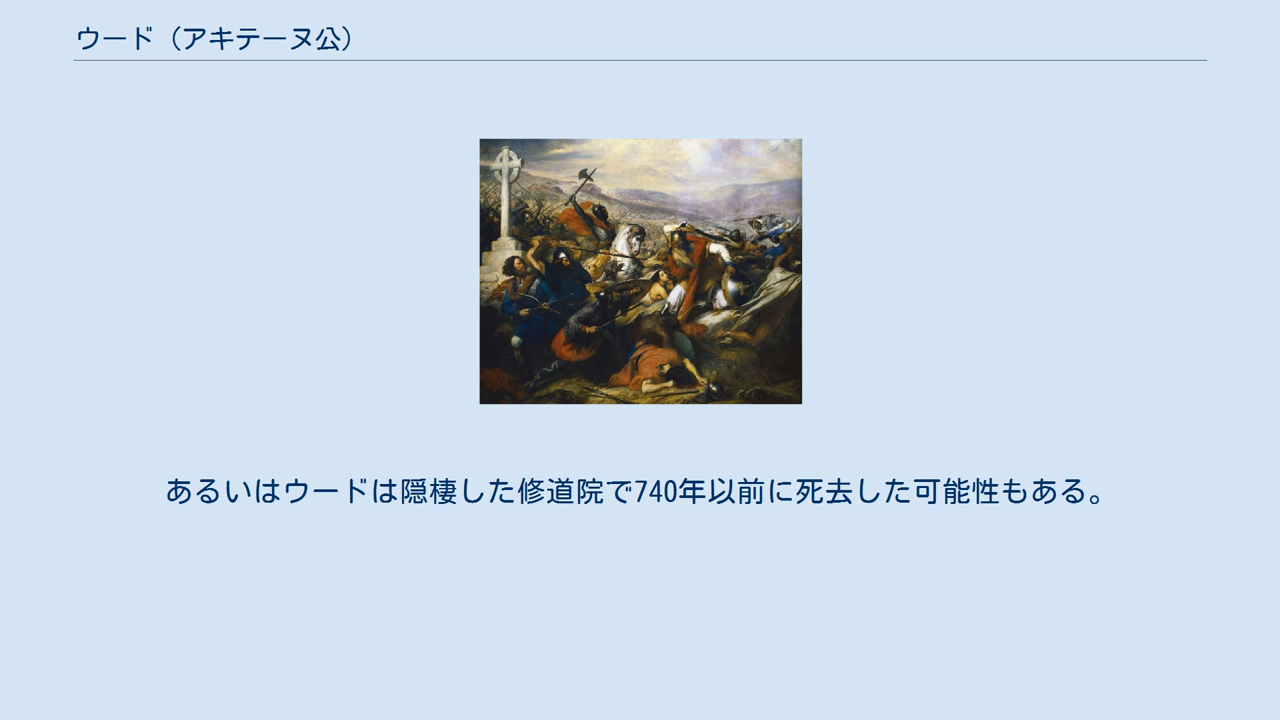 ウード（アキテーヌ公）
あるいはウードは隠棲した修道院で740年以前に死去した可能性もある。